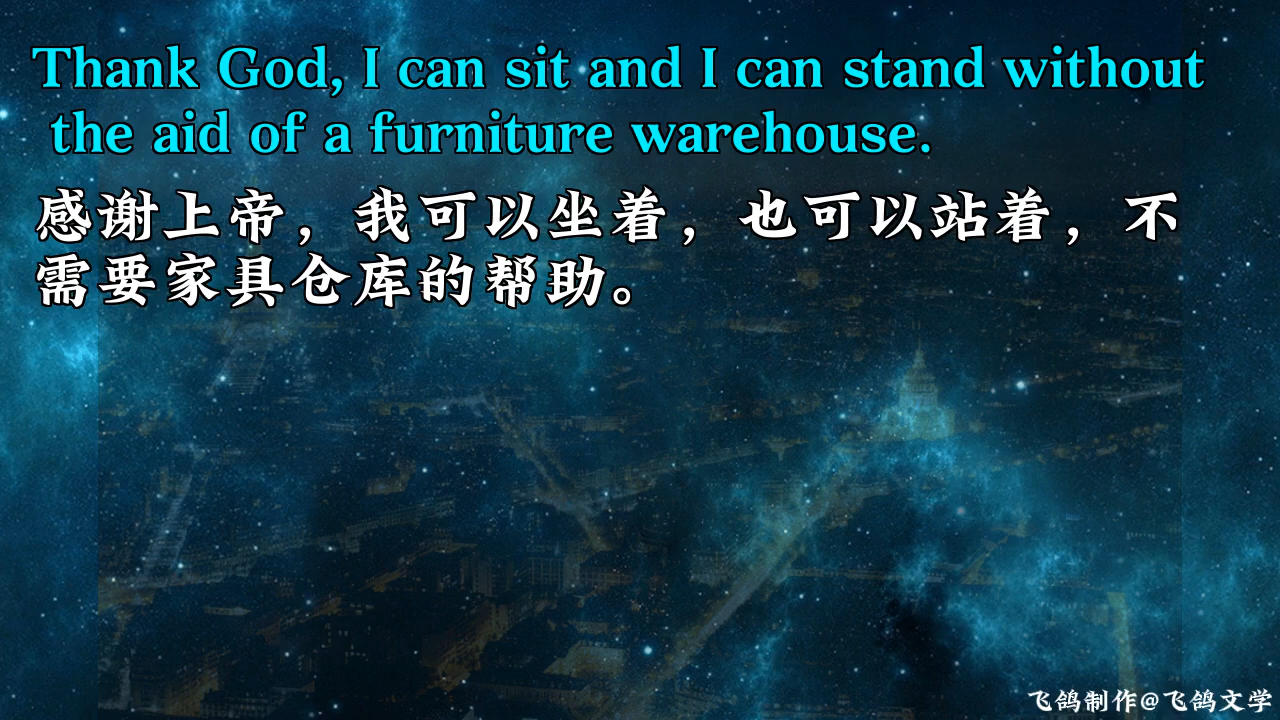 Thank God, I can sit and I can stand without
the aid of a furniture warehouse.
感谢上帝，我可以坐着，也可以站着，不
需要家具仓库的帮助。
飞鸽制作@飞鸽文学